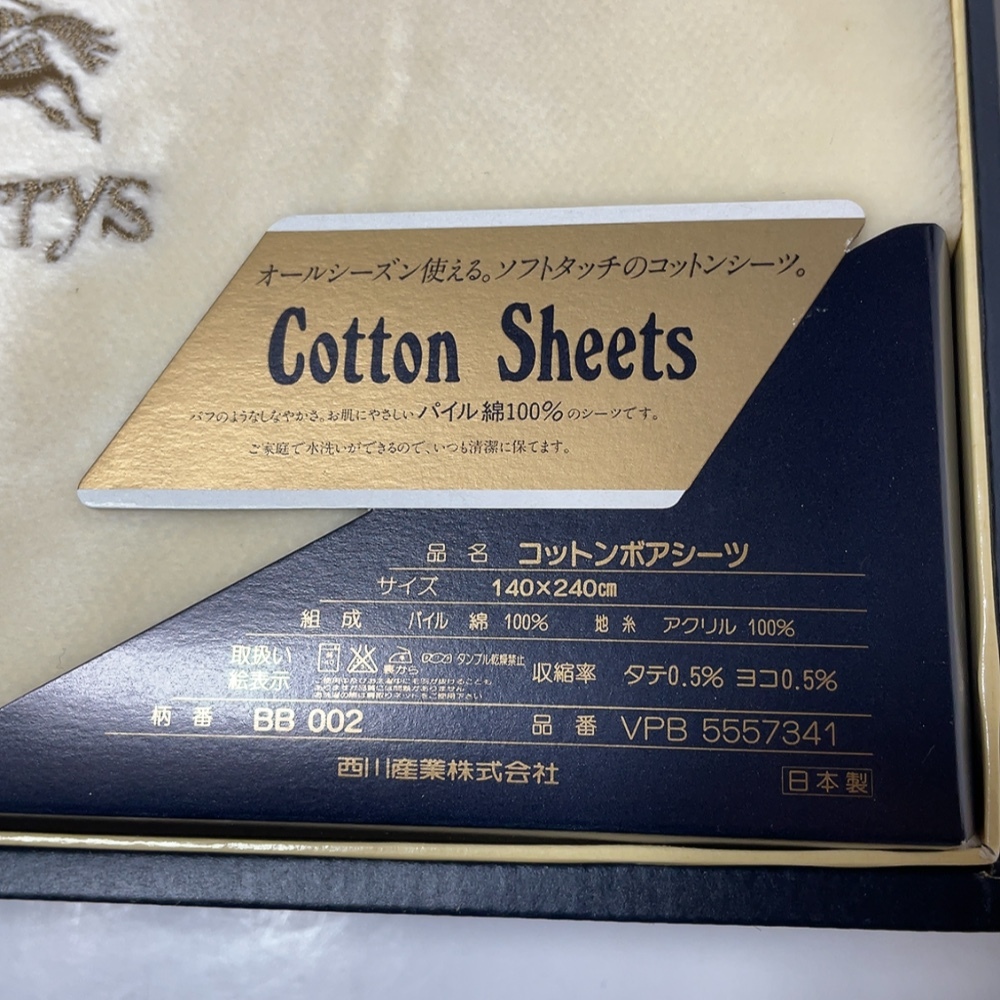 rrys
オールシーズン使える。ソフトタッチのコットンシーツ。
Cotton Sheets
パフのようなしなやかさ。お肌にやさしいパイル綿100%のシーツです。
ご家庭で水洗いができるので、いつも清潔に保てます。
品名 コットンボアシーツ
サイズ 140×240cm
組成 パイル 綿 100% 地糸 アクリル 100%
取扱い絵表示 裏から タンブル乾燥禁止 収縮率 タテ0.5% ヨコ0.5%
柄番 BB 002 品番 VPB 5557341
西川産業株式会社 日本製